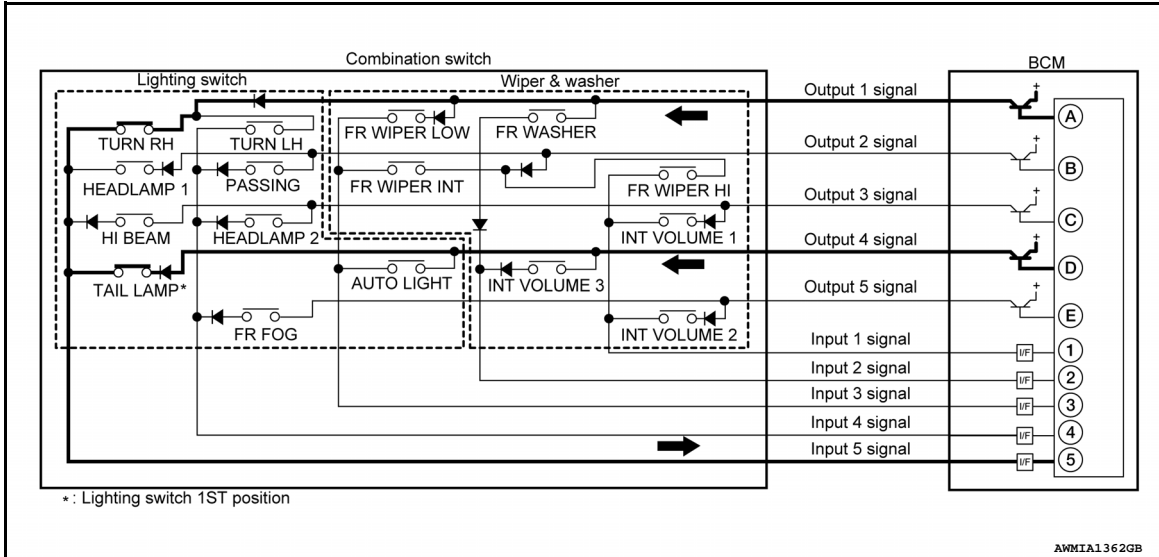 Combination switch
BCM
Lighting switch
Wiper & washer
Output 1 signal
+
A
TURN RH
TURN LH
FR WIPER LOW
FR WASHER
Output 2 signal
+
B
HEADLAMP 1
PASSING
FR WIPER INT
FR WIPER HI
Output 3 signal
+
C
HI BEAM
HEADLAMP 2
INT VOLUME 1
Output 4 signal
+
D
TAIL LAMP*
AUTO LIGHT
INT VOLUME 3
Output 5 signal
+
E
FR FOG
INT VOLUME 2
Input 1 signal
I/F
1
Input 2 signal
I/F
2
Input 3 signal
I/F
3
Input 4 signal
I/F
4
Input 5 signal
I/F
5
* : Lighting switch 1ST position
AWMIA1362GB